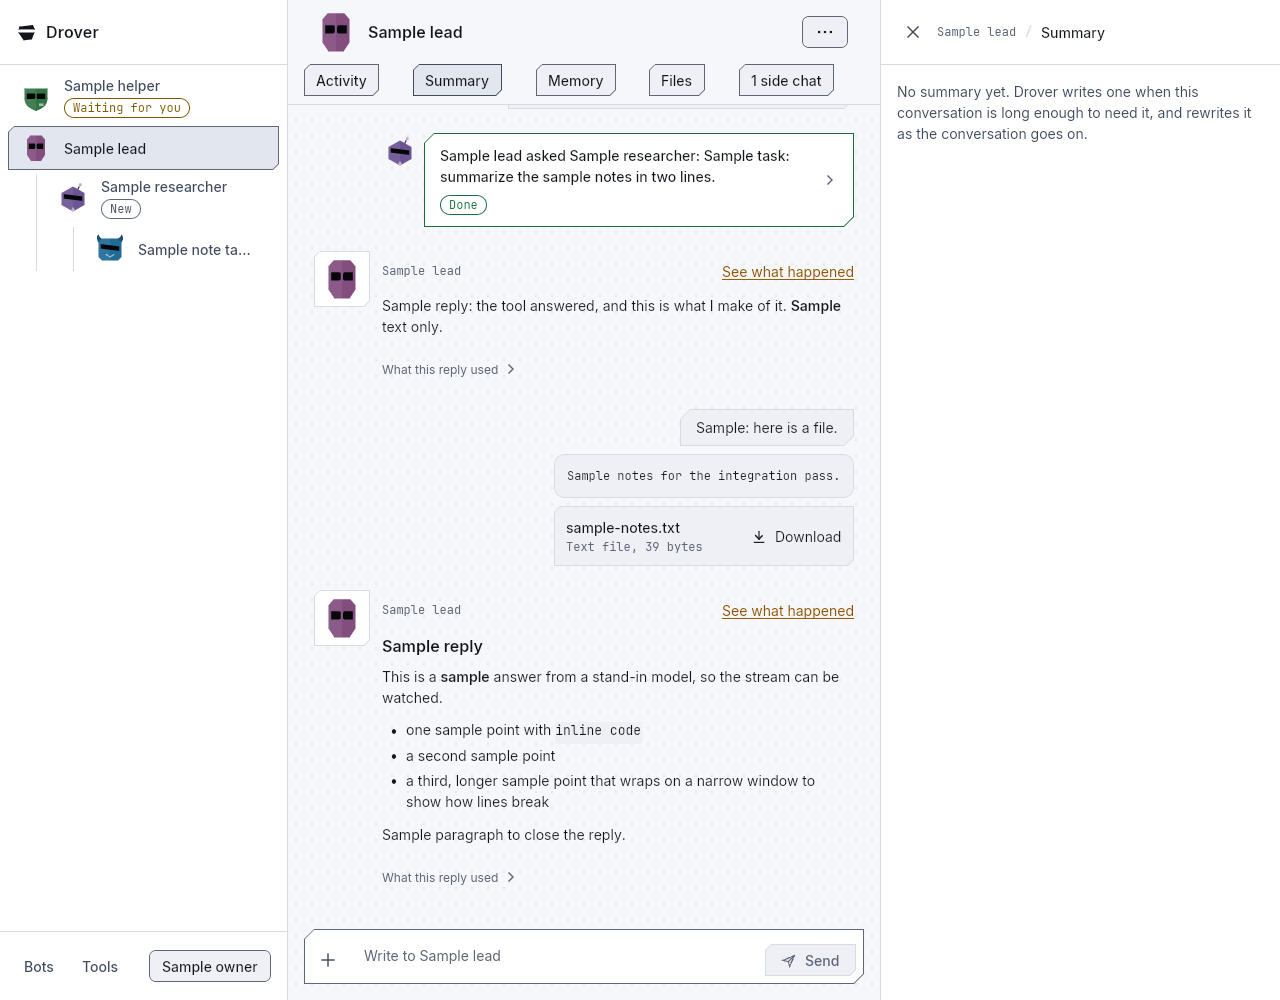 Drover
Sample helper
Waiting for you
Sample lead
Sample researcher
New
Sample note ta...
Bots
Tools
Sample owner
Sample lead
Activity
Summary
Memory
Files
1 side chat
Sample lead asked Sample researcher: Sample task:
summarize the sample notes in two lines.
Done
Sample lead
See what happened
Sample reply: the tool answered, and this is what I make of it. Sample
text only.
What this reply used
Sample: here is a file.
Sample notes for the integration pass.
sample-notes.txt
Text file, 39 bytes
Download
Sample lead
See what happened
Sample reply
This is a sample answer from a stand-in model, so the stream can be
watched.
• one sample point with inline code
• a second sample point
• a third, longer sample point that wraps on a narrow window to
show how lines break
Sample paragraph to close the reply.
What this reply used
Write to Sample lead
Send
Sample lead / Summary
No summary yet. Drover writes one when this
conversation is long enough to need it, and rewrites it
as the conversation goes on.